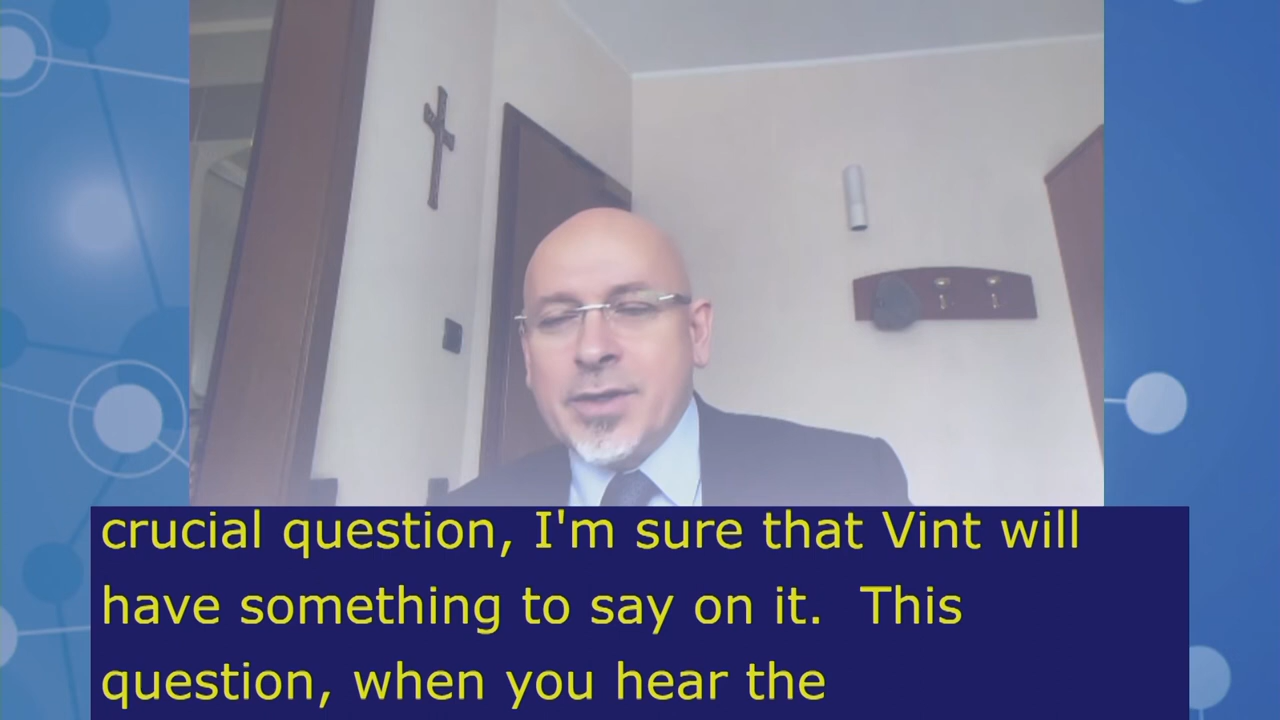 crucial question, I'm sure that Vint will
have something to say on it.  This
question, when you hear the